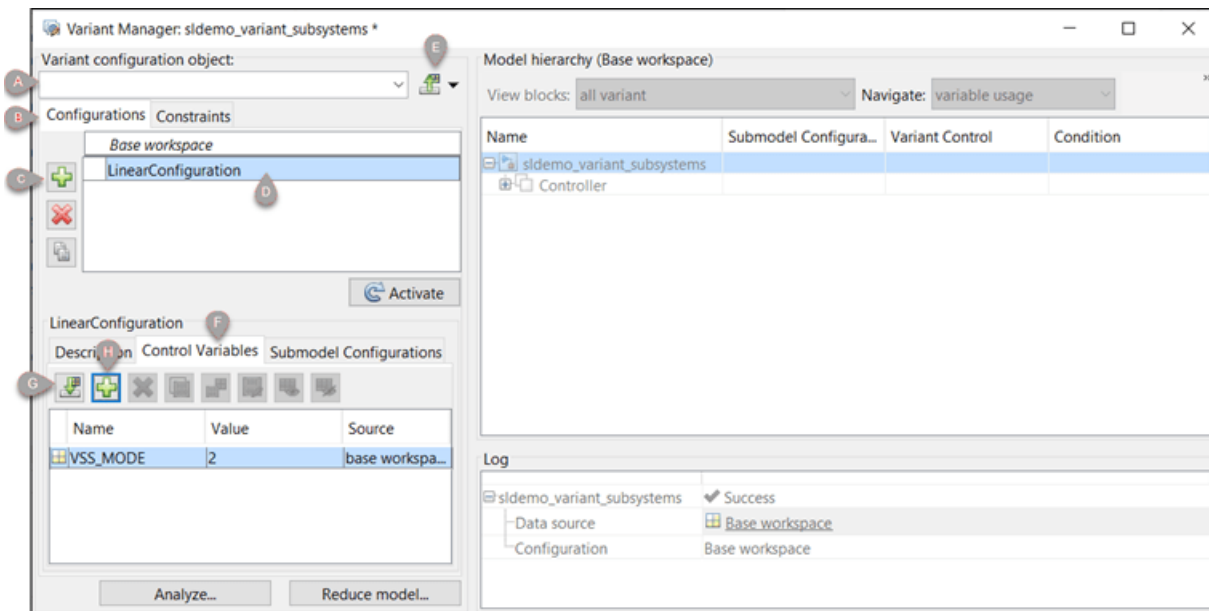 Variant Manager: sldemo_variant_subsystems *
Variant configuration object:
E
A
B
Configurations Constraints
Base workspace
C
LinearConfiguration
D
Activate
LinearConfiguration
F
Description Control Variables Submodel Configurations
H
G
Name Value Source
VSS_MODE 2 base workspa...
Analyze... Reduce model...
Model hierarchy (Base workspace)
»
View blocks: all variant Navigate: variable usage
Name Submodel Configura... Variant Control Condition
sldemo_variant_subsystems
Controller
Log
sldemo_variant_subsystems Success
Data source Base workspace
Configuration Base workspace